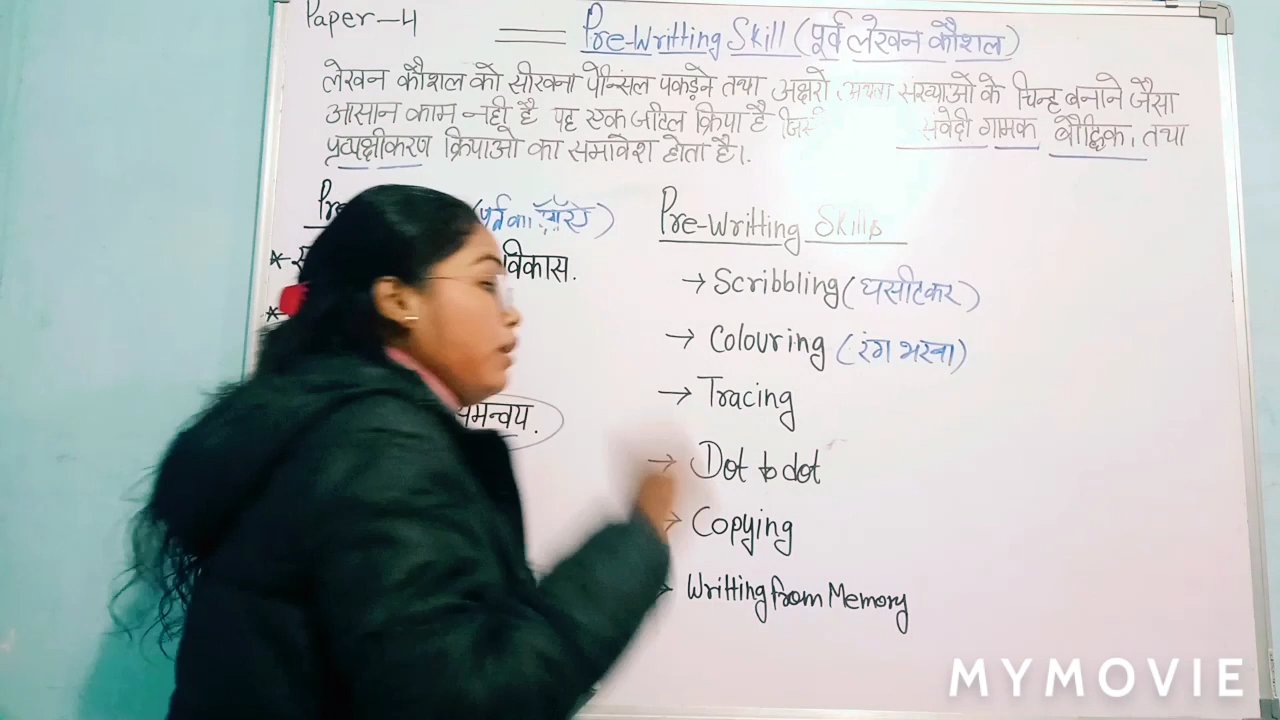 Paper-4
Pre-Writting Skill (पूर्व लेखन कौशल)
लेखन कौशल को सीखना पेन्सिल पकड़ने तथा अक्षरो अथवा संख्याओ के चिन्ह बनाने जैसा
आसान काम नही है यह एक जटिल क्रिया है संवेदी गामक बौद्धिक, तथा
प्रत्यक्षीकरण क्रियाओ का समावेश होता है।
Pre-Writting Skills
विकास.
→ Scribbling (घसीटकर)
→ Colouring (रंग भरना)
→ Tracing
समन्वय.
→ Dot to dot
→ Copying
Writting from Memory
MYMOVIE